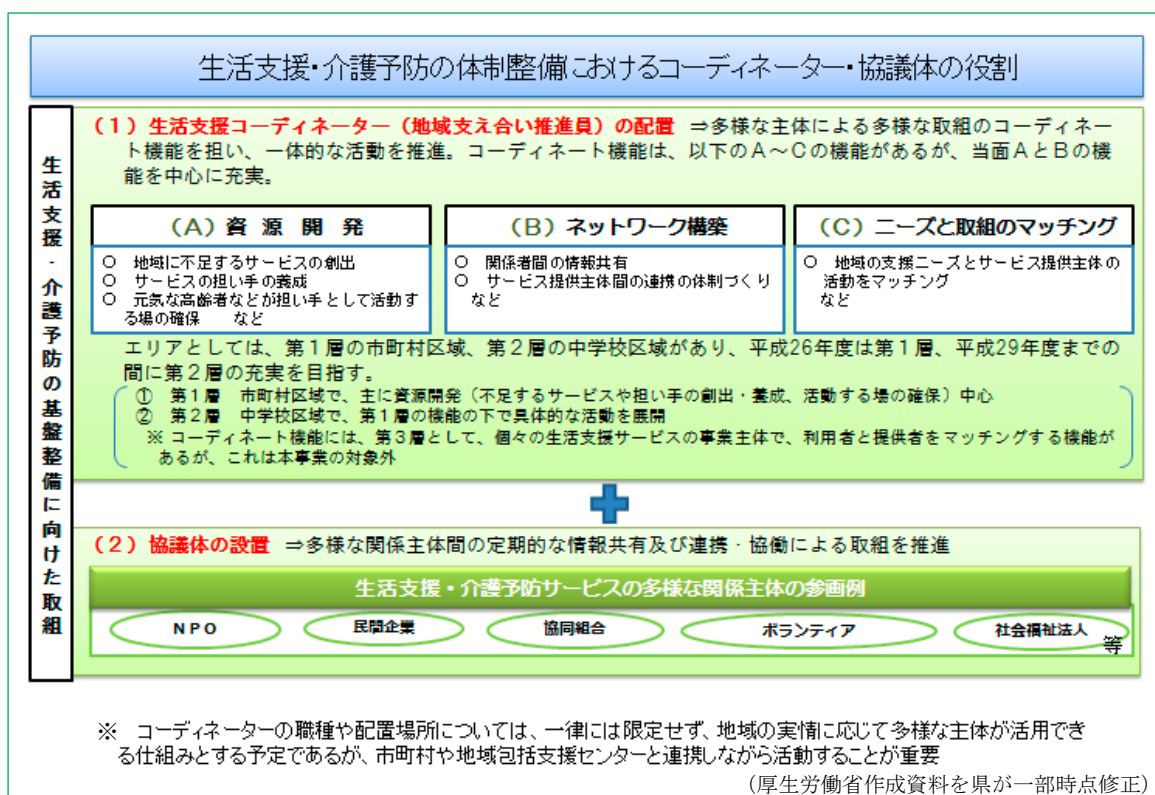 生活支援・介護予防の体制整備におけるコーディネーター・協議体の役割
生活支援・介護予防の基盤整備に向けた取組
(1)生活支援コーディネーター(地域支え合い推進員)の配置 ⇒多様な主体による多様な取組のコーディネー
ト機能を担い、一体的な活動を推進。コーディネート機能は、以下のA~Cの機能があるが、当面AとBの機
能を中心に充実。
(A)資源開発
○ 地域に不足するサービスの創出
○ サービスの担い手の養成
○ 元気な高齢者などが担い手として活動す
る場の確保 など
(B)ネットワーク構築
○ 関係者間の情報共有
○ サービス提供主体間の連携の体制づくり
など
(C)ニーズと取組のマッチング
○ 地域の支援ニーズとサービス提供主体の
活動をマッチング
など
エリアとしては、第1層の市町村区域、第2層の中学校区域があり、平成26年度は第1層、平成29年度までの
間に第2層の充実を目指す。
① 第1層 市町村区域で、主に資源開発(不足するサービスや担い手の創出・養成、活動する場の確保)中心
② 第2層 中学校区域で、第1層の機能の下で具体的な活動を展開
※ コーディネート機能には、第3層として、個々の生活支援サービスの事業主体で、利用者と提供者をマッチングする機能が
あるが、これは本事業の対象外
(2)協議体の設置 ⇒多様な関係主体間の定期的な情報共有及び連携・協働による取組を推進
生活支援・介護予防サービスの多様な関係主体の参画例
NPO
民間企業
協同組合
ボランティア
社会福祉法人
等
※ コーディネーターの職種や配置場所については、一律には限定せず、地域の実情に応じて多様な主体が活用でき
る仕組みとする予定であるが、市町村や地域包括支援センターと連携しながら活動することが重要
(厚生労働省作成資料を県が一部時点修正)